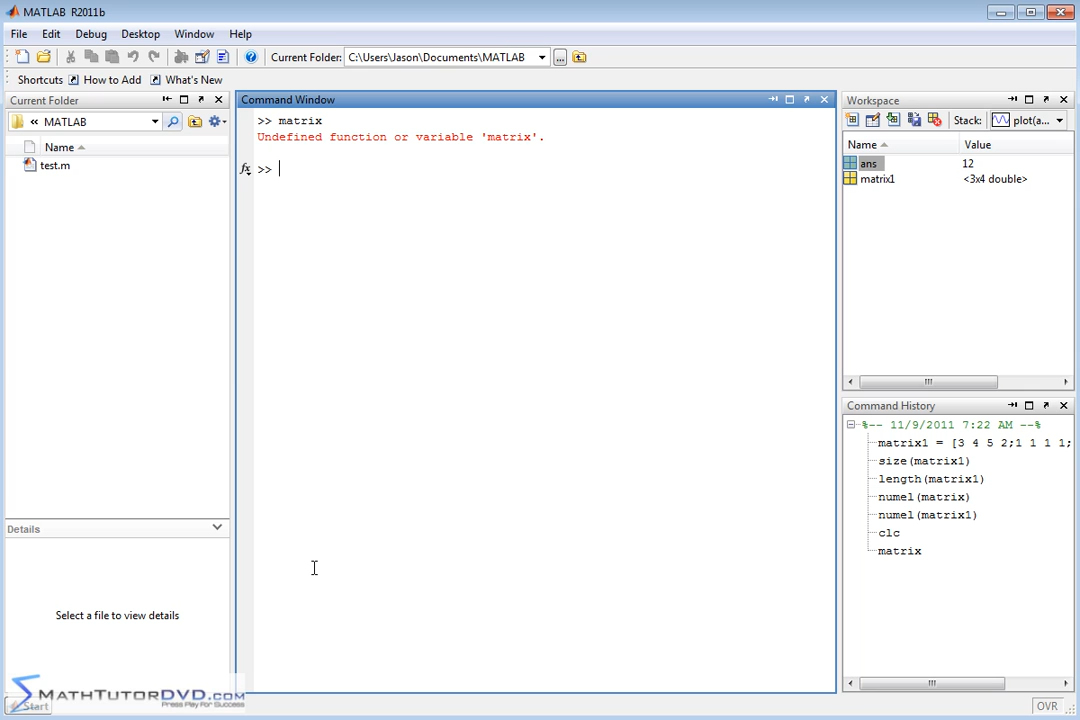 MATLAB R2011b
File Edit Debug Desktop Window Help
Current Folder: C:\Users\Jason\Documents\MATLAB ...
Shortcuts How to Add What's New
Current Folder
« MATLAB
Name
test.m
Details
Select a file to view details
Command Window
>> matrix
Undefined function or variable 'matrix'.
fx >>
Workspace
Stack: plot(a...
Name Value
ans 12
matrix1 <3x4 double>
Command History
%-- 11/9/2011 7:22 AM --%
matrix1 = [3 4 5 2;1 1 1 1;
size(matrix1)
length(matrix1)
numel(matrix)
numel(matrix1)
clc
matrix
MATHTUTORDVD.COM
Press Play For Success
Start
OVR